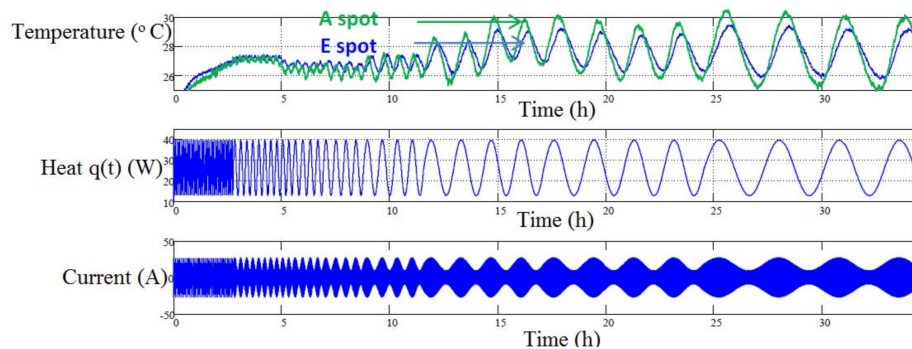 30
A spot
Temperature (°C)
28
E spot
26
0 5 10 15 20 25 30
Time (h)
40
30
Heat q(t) (W)
20
10
0 5 10 15 20 25 30
Time (h)
50
Current (A)
0
-50
0 5 10 15 20 25 30
Time (h)